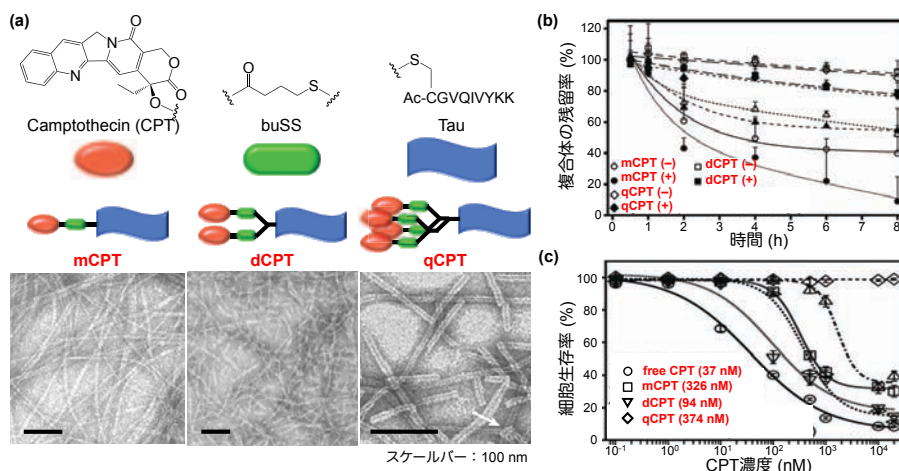 (a)
O
N
N
O
O
O
Camptothecin (CPT)
O
S
buSS
S
Ac-CGVQIVYKK
Tau
mCPT
dCPT
qCPT
スケールバー：100 nm
(b)
複合体の残留率 (%)
100
80
60
40
20
0
mCPT (−)
mCPT (+)
qCPT (−)
qCPT (+)
dCPT (−)
dCPT (+)
0 1 2 3 4 5 6 7 8
時間 (h)
(c)
細胞生存率 (%)
100
80
60
40
20
0
free CPT (37 nM)
mCPT (326 nM)
dCPT (94 nM)
qCPT (374 nM)
10⁻¹ 10⁰ 10¹ 10² 10³ 10⁴
CPT濃度 (nM)